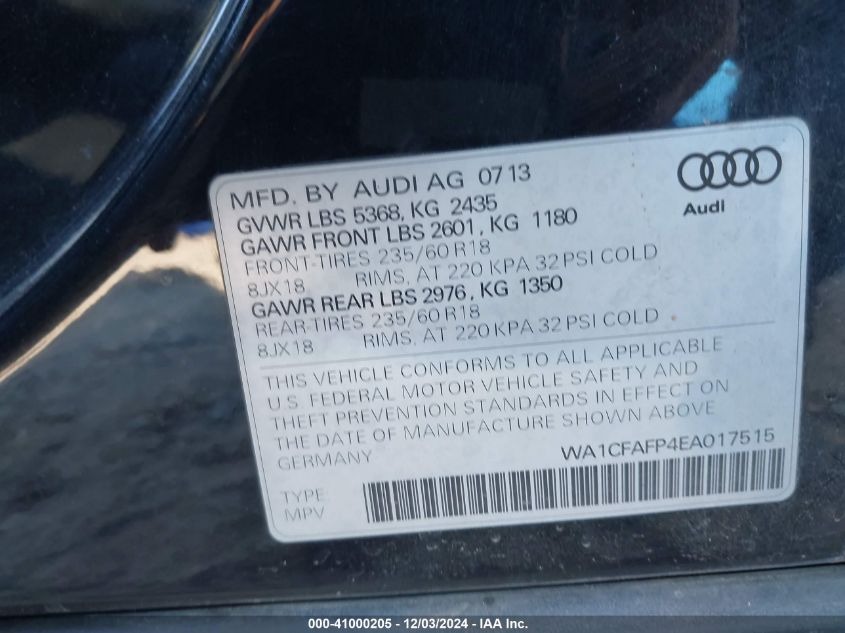 MFD. BY AUDI AG 0713
GVWR LBS 5368, KG 2435
GAWR FRONT LBS 2601, KG 1180
FRONT-TIRES 235/60 R18
8JX18 RIMS, AT 220 KPA 32 PSI COLD
GAWR REAR LBS 2976, KG 1350
REAR-TIRES 235/60 R18
8JX18 RIMS, AT 220 KPA 32 PSI COLD
Audi
THIS VEHICLE CONFORMS TO ALL APPLICABLE
U.S. FEDERAL MOTOR VEHICLE SAFETY AND
THEFT PREVENTION STANDARDS IN EFFECT ON
THE DATE OF MANUFACTURE SHOWN ABOVE
GERMANY WA1CFAFP4EA017515
TYPE
MPV
000-41000205 - 12/03/2024 - IAA Inc.